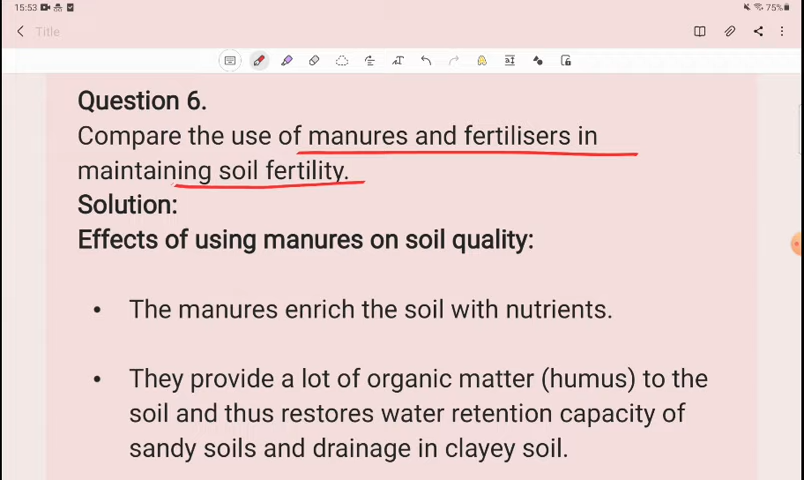 15:53
75%
Title
Question 6.
Compare the use of manures and fertilisers in
maintaining soil fertility.
Solution:
Effects of using manures on soil quality:
• The manures enrich the soil with nutrients.
• They provide a lot of organic matter (humus) to the
soil and thus restores water retention capacity of
sandy soils and drainage in clayey soil.